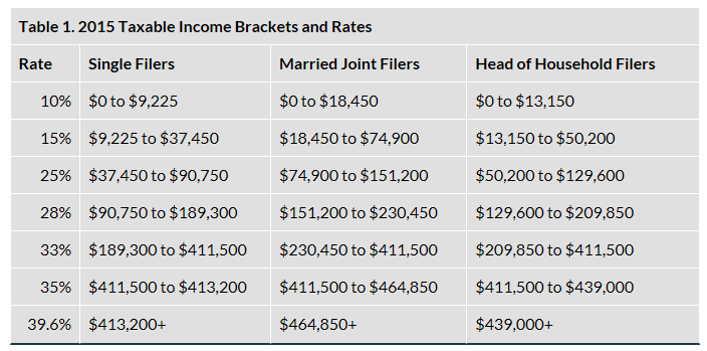 Table 1. 2015 Taxable Income Brackets and Rates
Rate Single Filers Married Joint Filers Head of Household Filers
10% $0 to $9,225 $0 to $18,450 $0 to $13,150
15% $9,225 to $37,450 $18,450 to $74,900 $13,150 to $50,200
25% $37,450 to $90,750 $74,900 to $151,200 $50,200 to $129,600
28% $90,750 to $189,300 $151,200 to $230,450 $129,600 to $209,850
33% $189,300 to $411,500 $230,450 to $411,500 $209,850 to $411,500
35% $411,500 to $413,200 $411,500 to $464,850 $411,500 to $439,000
39.6% $413,200+ $464,850+ $439,000+